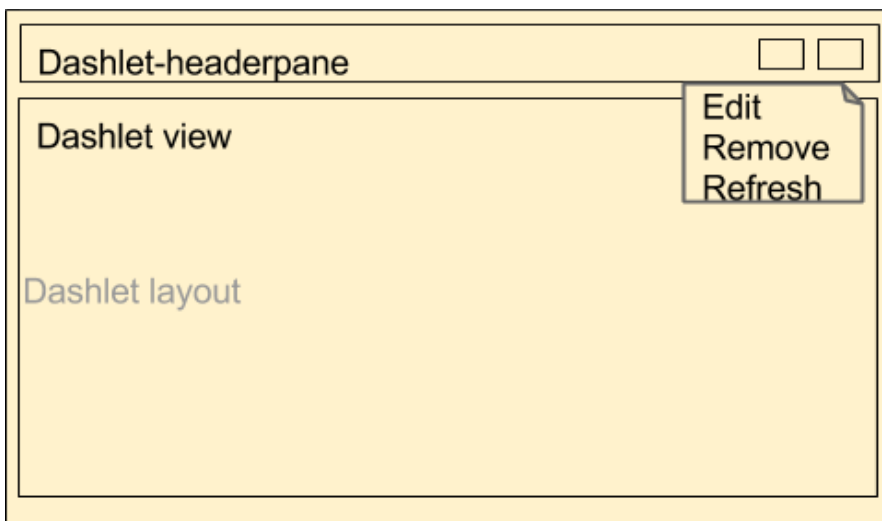 Dashlet-headerpane
Edit
Remove
Refresh
Dashlet view
Dashlet layout